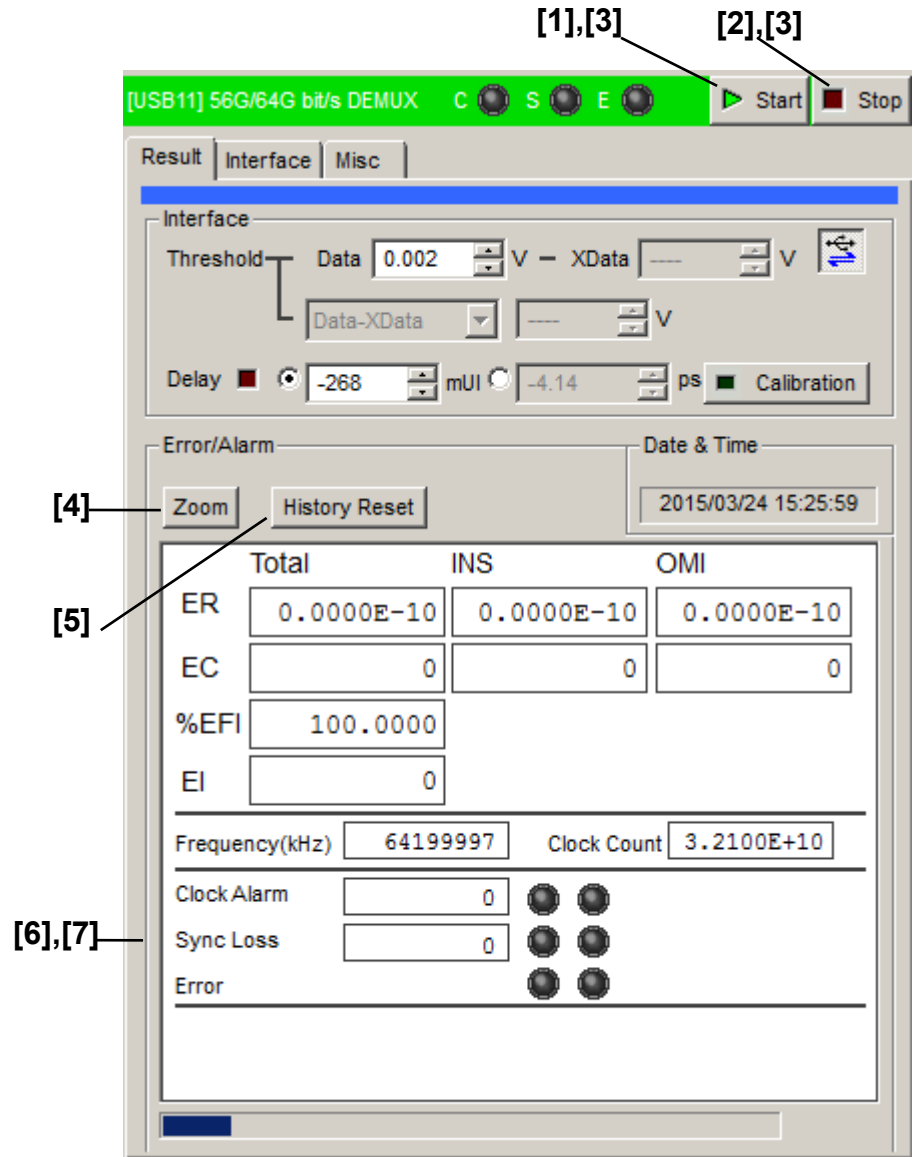 [1],[3] [2],[3]
[USB11] 56G/64G bit/s DEMUX C S E Start Stop
Result Interface Misc
Interface
Threshold Data 0.002 V – XData ---- V
Data-XData ---- V
Delay -268 mUI -4.14 ps Calibration
Error/Alarm Date & Time
[4] Zoom History Reset 2015/03/24 15:25:59
Total INS OMI
[5] ER 0.0000E-10 0.0000E-10 0.0000E-10
EC 0 0 0
%EFI 100.0000
EI 0
Frequency(kHz) 64199997 Clock Count 3.2100E+10
Clock Alarm 0
[6],[7] Sync Loss 0
Error